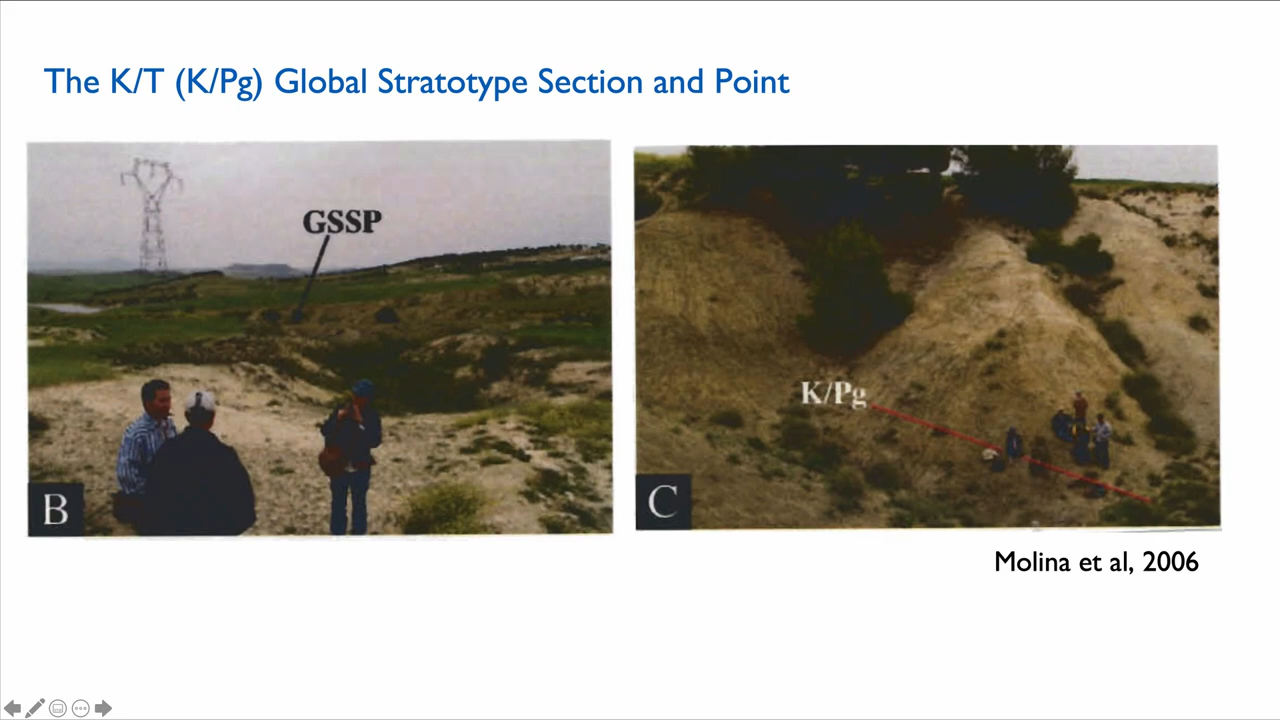 The K/T (K/Pg) Global Stratotype Section and Point
GSSP
B
K/Pg
C
Molina et al, 2006